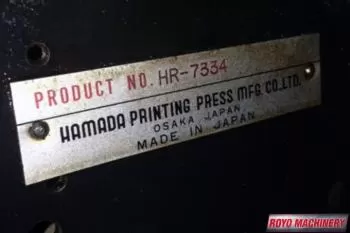 PRODUCT NO. HR-7334
HAMADA PRINTING PRESS MFG. CO., LTD.
OSAKA JAPAN
MADE IN JAPAN
ROYO MACHINERY